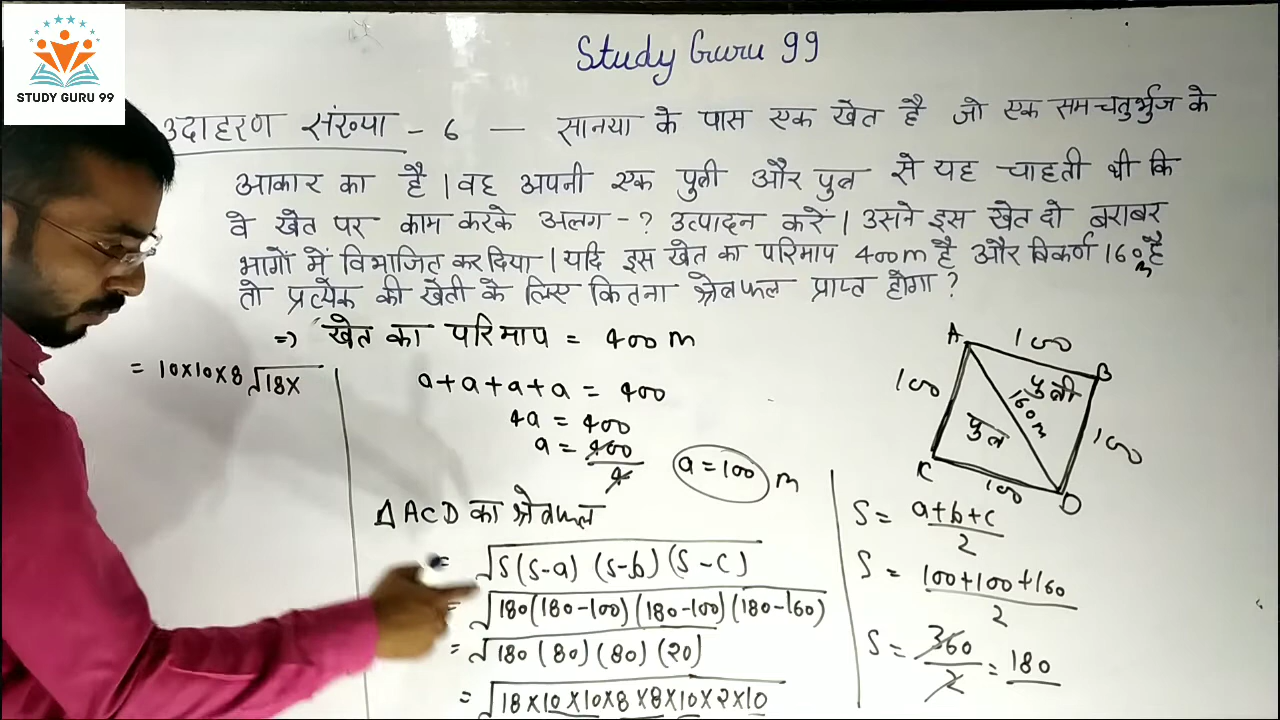 STUDY GURU 99
Study Guru 99
उदाहरण संख्या - 6 — सानया के पास एक खेत है जो एक समचतुर्भुज के
आकार का है । वह अपनी एक पुत्री और पुत्र से यह चाहती थी कि
वे खेत पर काम करके अलग - २ उत्पादन करें । उसने इस खेत दो बराबर
भागों में विभाजित कर दिया । यदि इस खेत का परिमाप 400m है और विकर्ण 160m है
तो प्रत्येक की खेती के लिए कितना क्षेत्रफल प्राप्त होगा ?
=> खेत का परिमाप = 400 m
= 10×10×8 √18×
a+a+a+a = 400
4a = 400
a = 400/4
a = 100 m
Δ ACD का क्षेत्रफल
= √S(S-a) (S-b) (S-c)
= √180(180-100) (180-100) (180-160)
= √180 (80) (80) (20)
= √18×10×10×8×8×10×2×10
A 100 B
100 पुत्री
160m
पुत्र 100
C 100 D
S = a+b+c/2
S = 100+100+160/2
S = 360/2 = 180